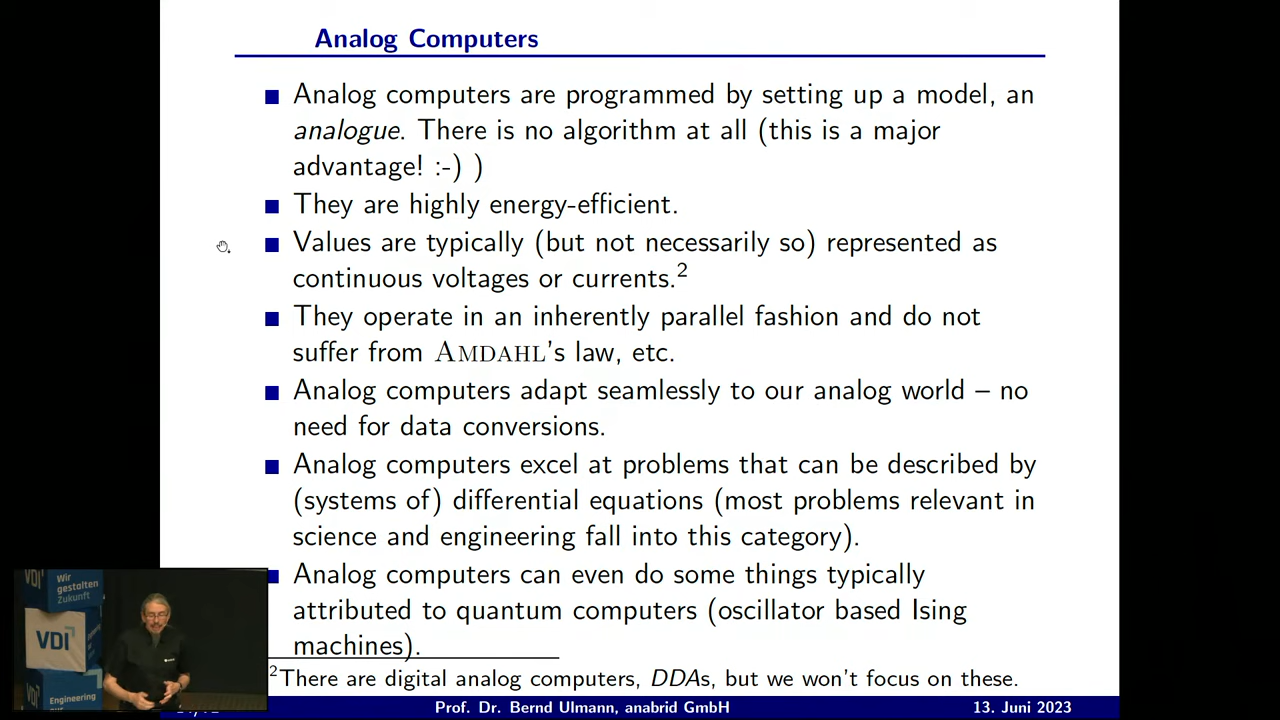 Analog Computers
Analog computers are programmed by setting up a model, an
analogue. There is no algorithm at all (this is a major
advantage! :-) )
They are highly energy-efficient.
Values are typically (but not necessarily so) represented as
continuous voltages or currents.²
They operate in an inherently parallel fashion and do not
suffer from AMDAHL's law, etc.
Analog computers adapt seamlessly to our analog world – no
need for data conversions.
Analog computers excel at problems that can be described by
(systems of) differential equations (most problems relevant in
science and engineering fall into this category).
Analog computers can even do some things typically
attributed to quantum computers (oscillator based Ising
machines).
²There are digital analog computers, DDAs, but we won't focus on these.
Prof. Dr. Bernd Ulmann, anabrid GmbH
13. Juni 2023
VDI
Wir
gestalten
Zukunft
VDI
VDI
Engineering